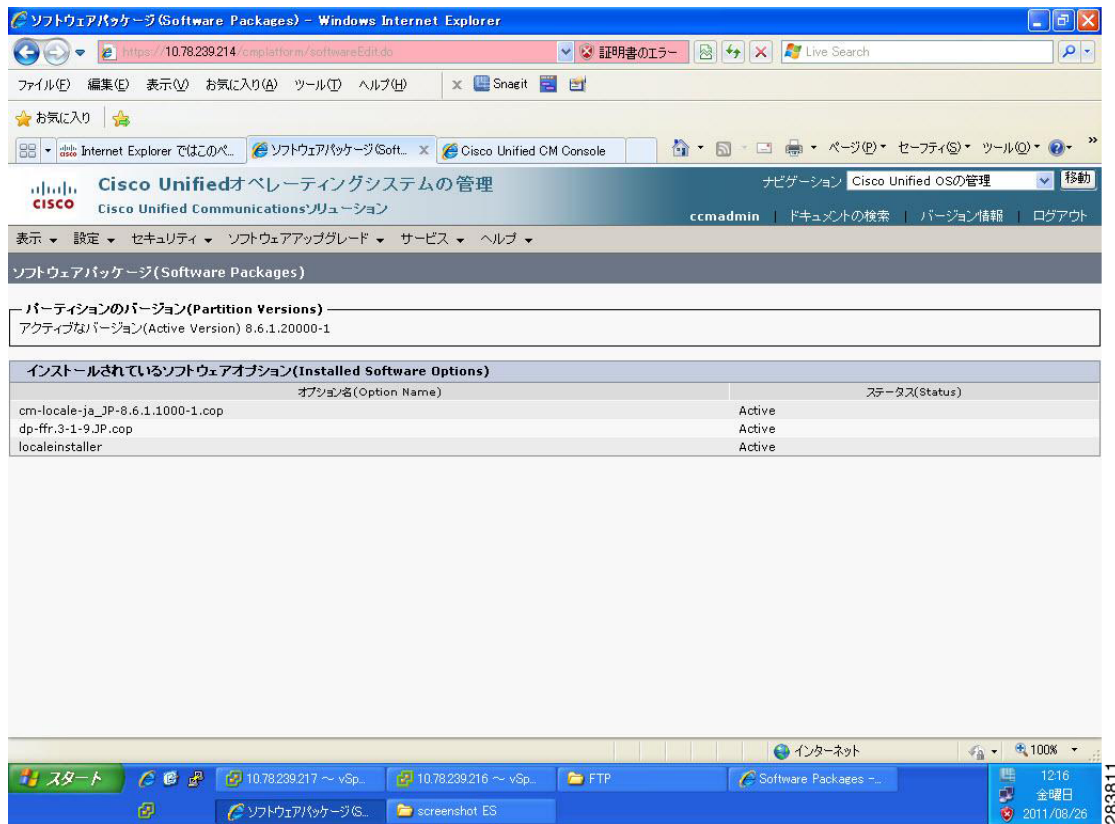 ソフトウェアパッケージ(Software Packages) - Windows Internet Explorer
https://10.78.239.214/cmplatform/softwareEdit.do 証明書のエラー Live Search
ファイル(F) 編集(E) 表示(V) お気に入り(A) ツール(T) ヘルプ(H) x Snagit
お気に入り
Internet Explorer ではこのペ... ソフトウェアパッケージ(Soft... x Cisco Unified CM Console ページ(P) セーフティ(S) ツール(O) »
cisco Cisco Unifiedオペレーティングシステムの管理 ナビゲーション Cisco Unified OSの管理 移動
Cisco Unified Communicationsソリューション ccmadmin | ドキュメントの検索 | バージョン情報 | ログアウト
表示 設定 セキュリティ ソフトウェアアップグレード サービス ヘルプ
ソフトウェアパッケージ(Software Packages)
パーティションのバージョン(Partition Versions)
アクティブなバージョン(Active Version) 8.6.1.20000-1
インストールされているソフトウェアオプション(Installed Software Options)
オプション名(Option Name) ステータス(Status)
cm-locale-ja_JP-8.6.1.1000-1.cop Active
dp-ffr.3-1-9.JP.cop Active
localeinstaller Active
インターネット 100%
スタート 10.78.239.217 ～ vSp... 10.78.239.216 ～ vSp... FTP Software Packages -... 12:16
ソフトウェアパッケージ(S... screenshot ES 金曜日
2011/08/26
283811